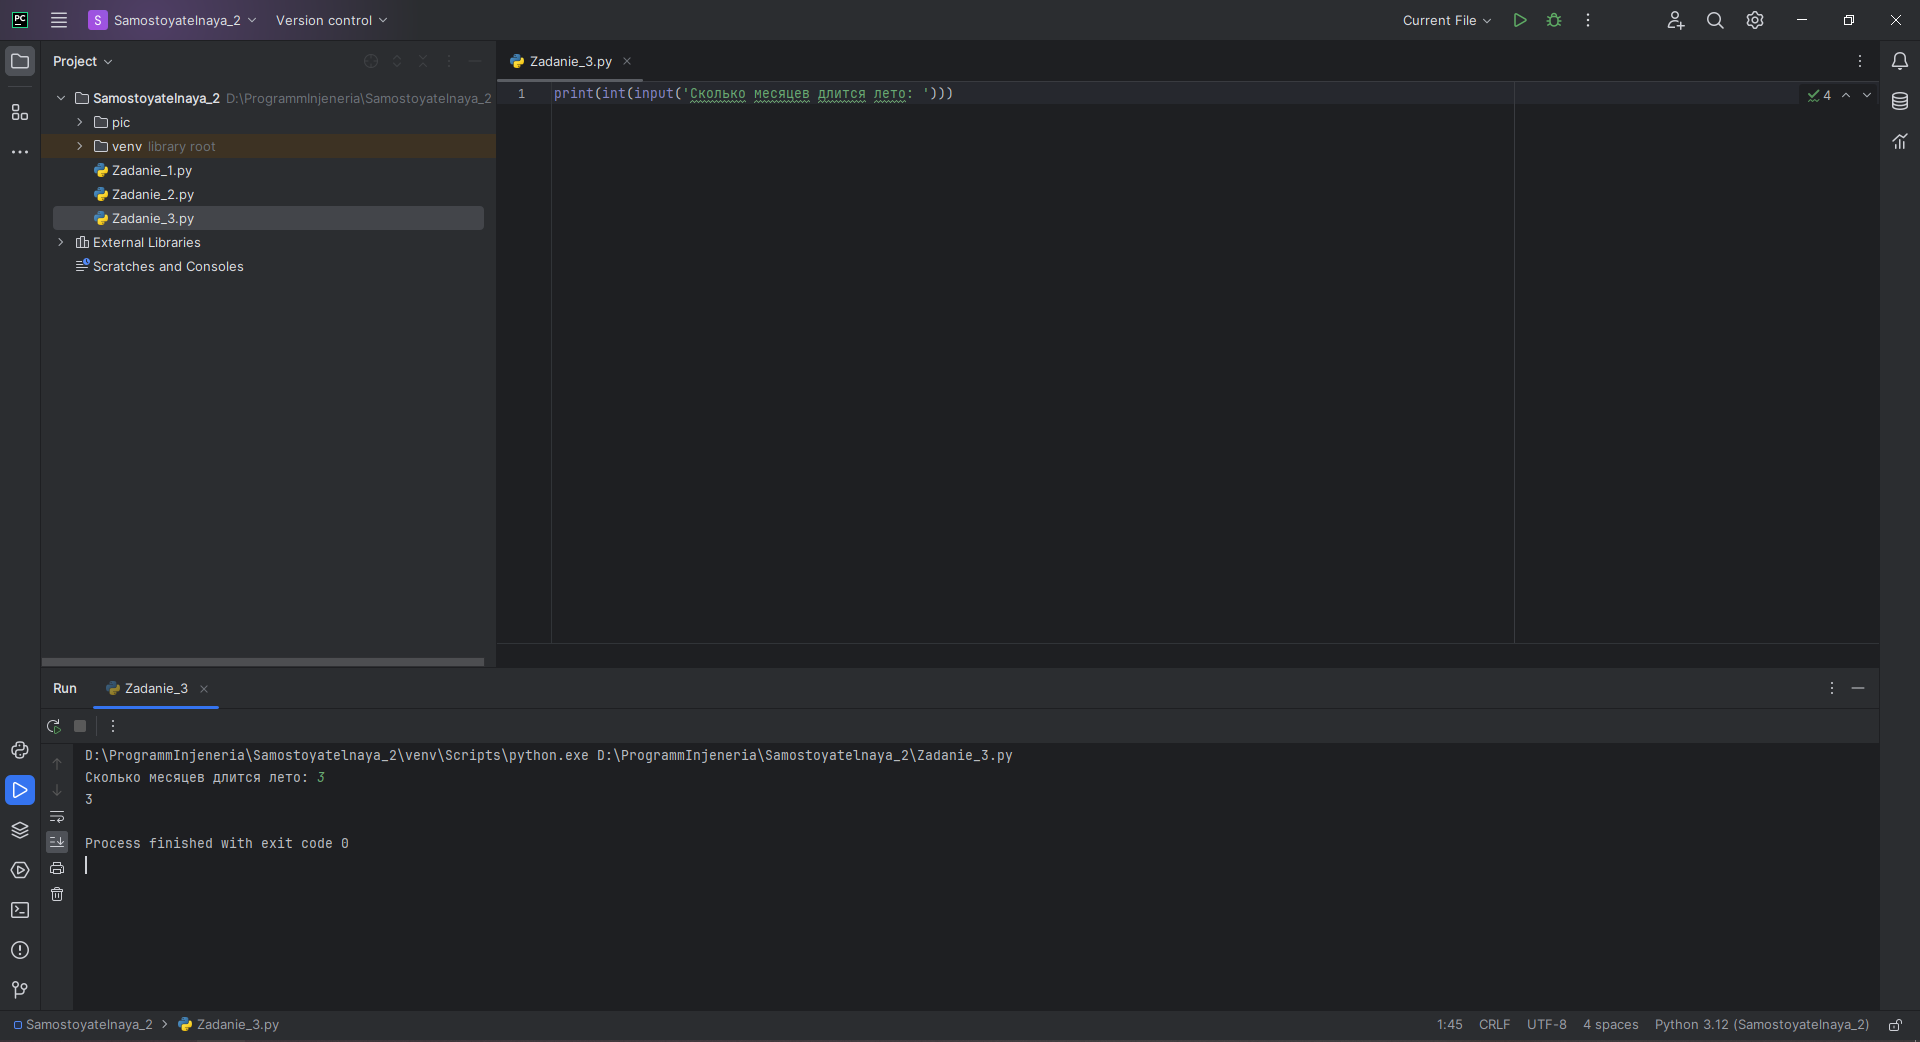 PC S Samostoyatelnaya_2 Version control Current File
Project
Zadanie_3.py
Samostoyatelnaya_2 D:\ProgrammInjeneria\Samostoyatelnaya_2
pic
venv library root
Zadanie_1.py
Zadanie_2.py
Zadanie_3.py
External Libraries
Scratches and Consoles
1 print(int(input('Сколько месяцев длится лето: '))) 4
Run Zadanie_3
D:\ProgrammInjeneria\Samostoyatelnaya_2\venv\Scripts\python.exe D:\ProgrammInjeneria\Samostoyatelnaya_2\Zadanie_3.py
Сколько месяцев длится лето: 3
3
Process finished with exit code 0
Samostoyatelnaya_2 Zadanie_3.py 1:45 CRLF UTF-8 4 spaces Python 3.12 (Samostoyatelnaya_2)